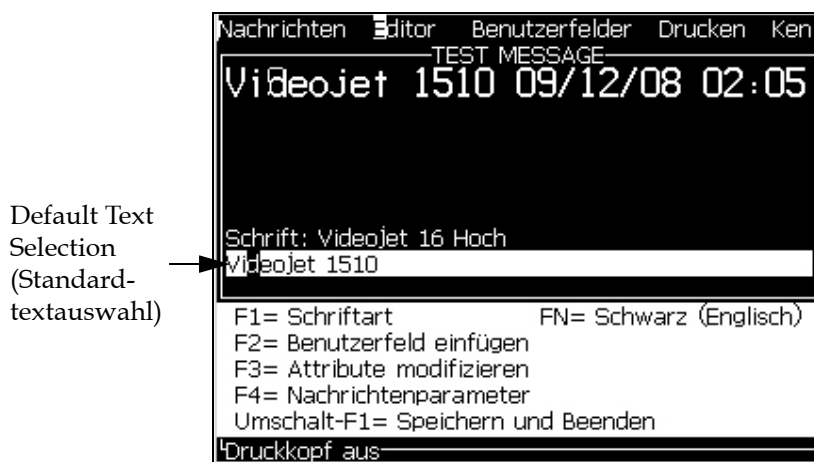 Nachrichten Editor Benutzerfelder Drucken Ken
TEST MESSAGE
Videojet 1510 09/12/08 02:05
Default Text
Selection
(Standard-
textauswahl)
Schrift: Videojet 16 Hoch
Videojet 1510
F1= Schriftart FN= Schwarz (Englisch)
F2= Benutzerfeld einfügen
F3= Attribute modifizieren
F4= Nachrichtenparameter
Umschalt-F1= Speichern und Beenden
Druckkopf aus